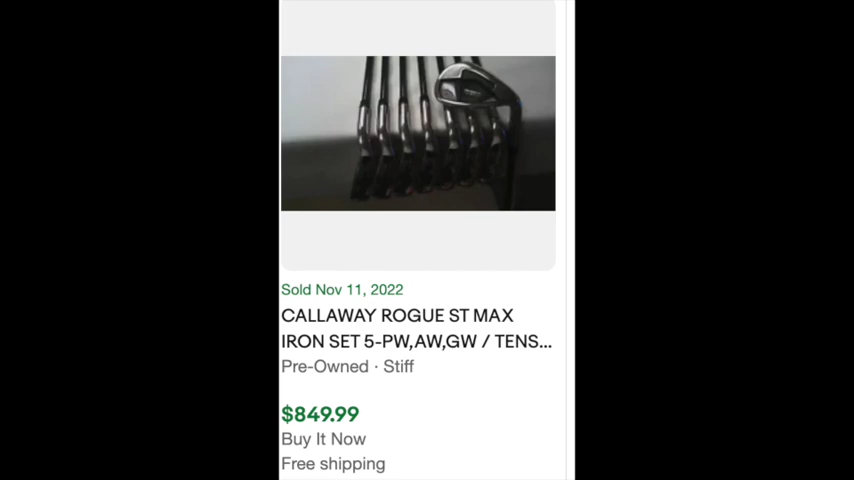 Sold Nov 11, 2022
CALLAWAY ROGUE ST MAX
IRON SET 5-PW,AW,GW / TENS...
Pre-Owned · Stiff
$849.99
Buy It Now
Free shipping